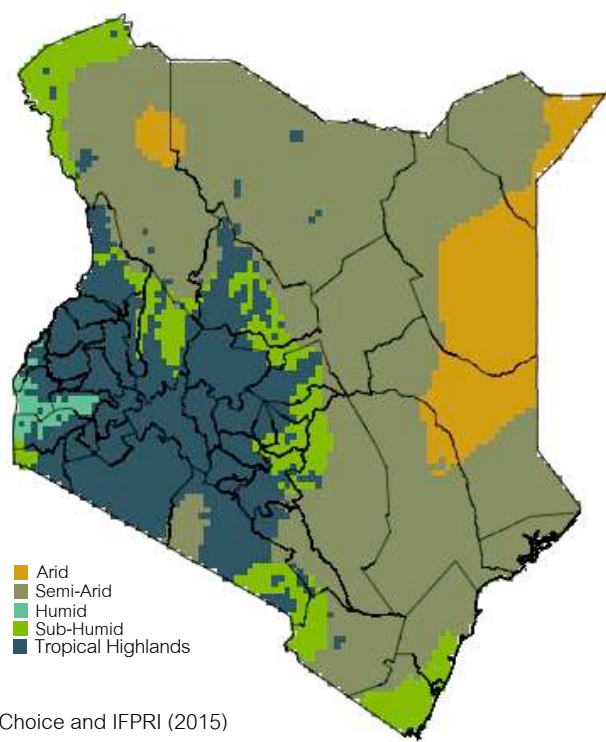 Arid
Semi-Arid
Humid
Sub-Humid
Tropical Highlands
Choice and IFPRI (2015)